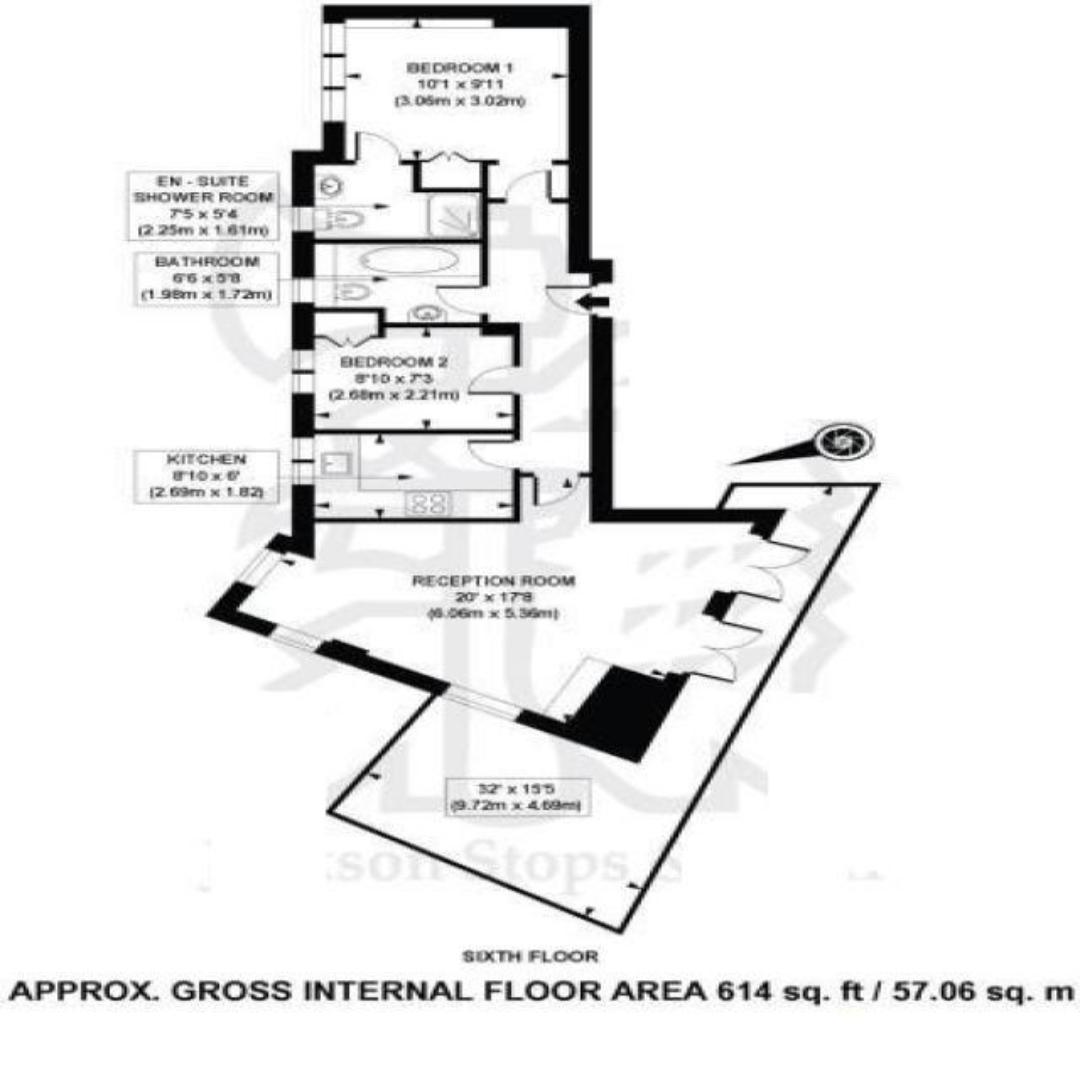 BEDROOM 1
10'1 x 9'11
(3.06m x 3.02m)
EN - SUITE
SHOWER ROOM
7'5 x 5'4
(2.25m x 1.61m)
BATHROOM
6'6 x 5'8
(1.98m x 1.72m)
BEDROOM 2
8'10 x 7'3
(2.68m x 2.21m)
KITCHEN
8'10 x 6'
(2.69m x 1.82)
RECEPTION ROOM
20' x 17'8
(6.06m x 5.36m)
32' x 15'5
(9.72m x 4.69m)
Stops
SIXTH FLOOR
APPROX. GROSS INTERNAL FLOOR AREA 614 sq. ft / 57.06 sq. m